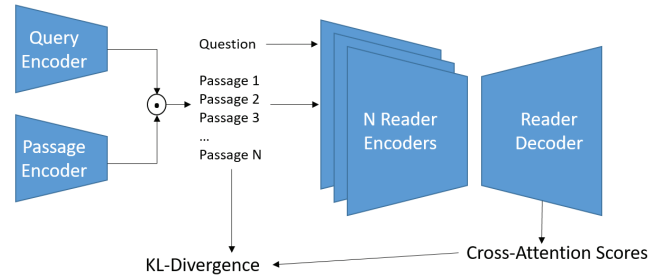 Query
Encoder
Passage
Encoder
Question
Passage 1
Passage 2
Passage 3
...
Passage N
N Reader
Encoders
Reader
Decoder
KL-Divergence
Cross-Attention Scores